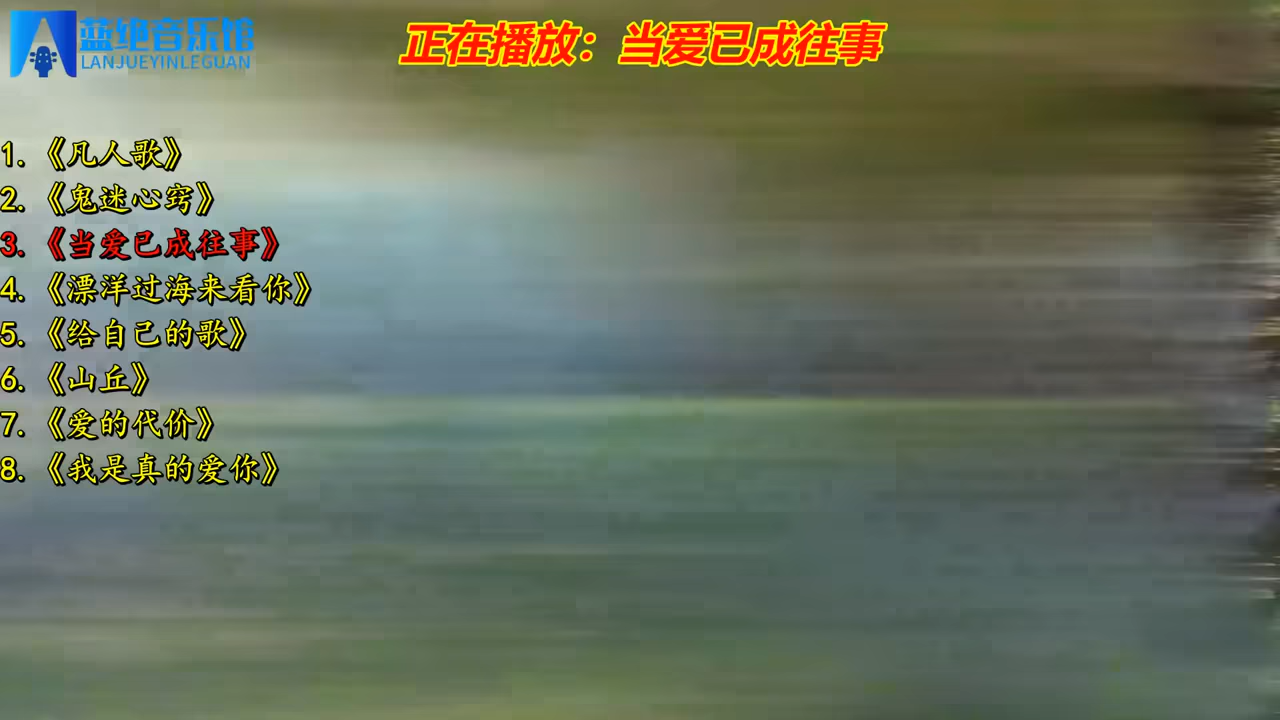 蓝绝音乐馆
LANJUEYINLEGUAN
正在播放：当爱已成往事
1.《凡人歌》
2.《鬼迷心窍》
3.《当爱已成往事》
4.《漂洋过海来看你》
5.《给自己的歌》
6.《山丘》
7.《爱的代价》
8.《我是真的爱你》